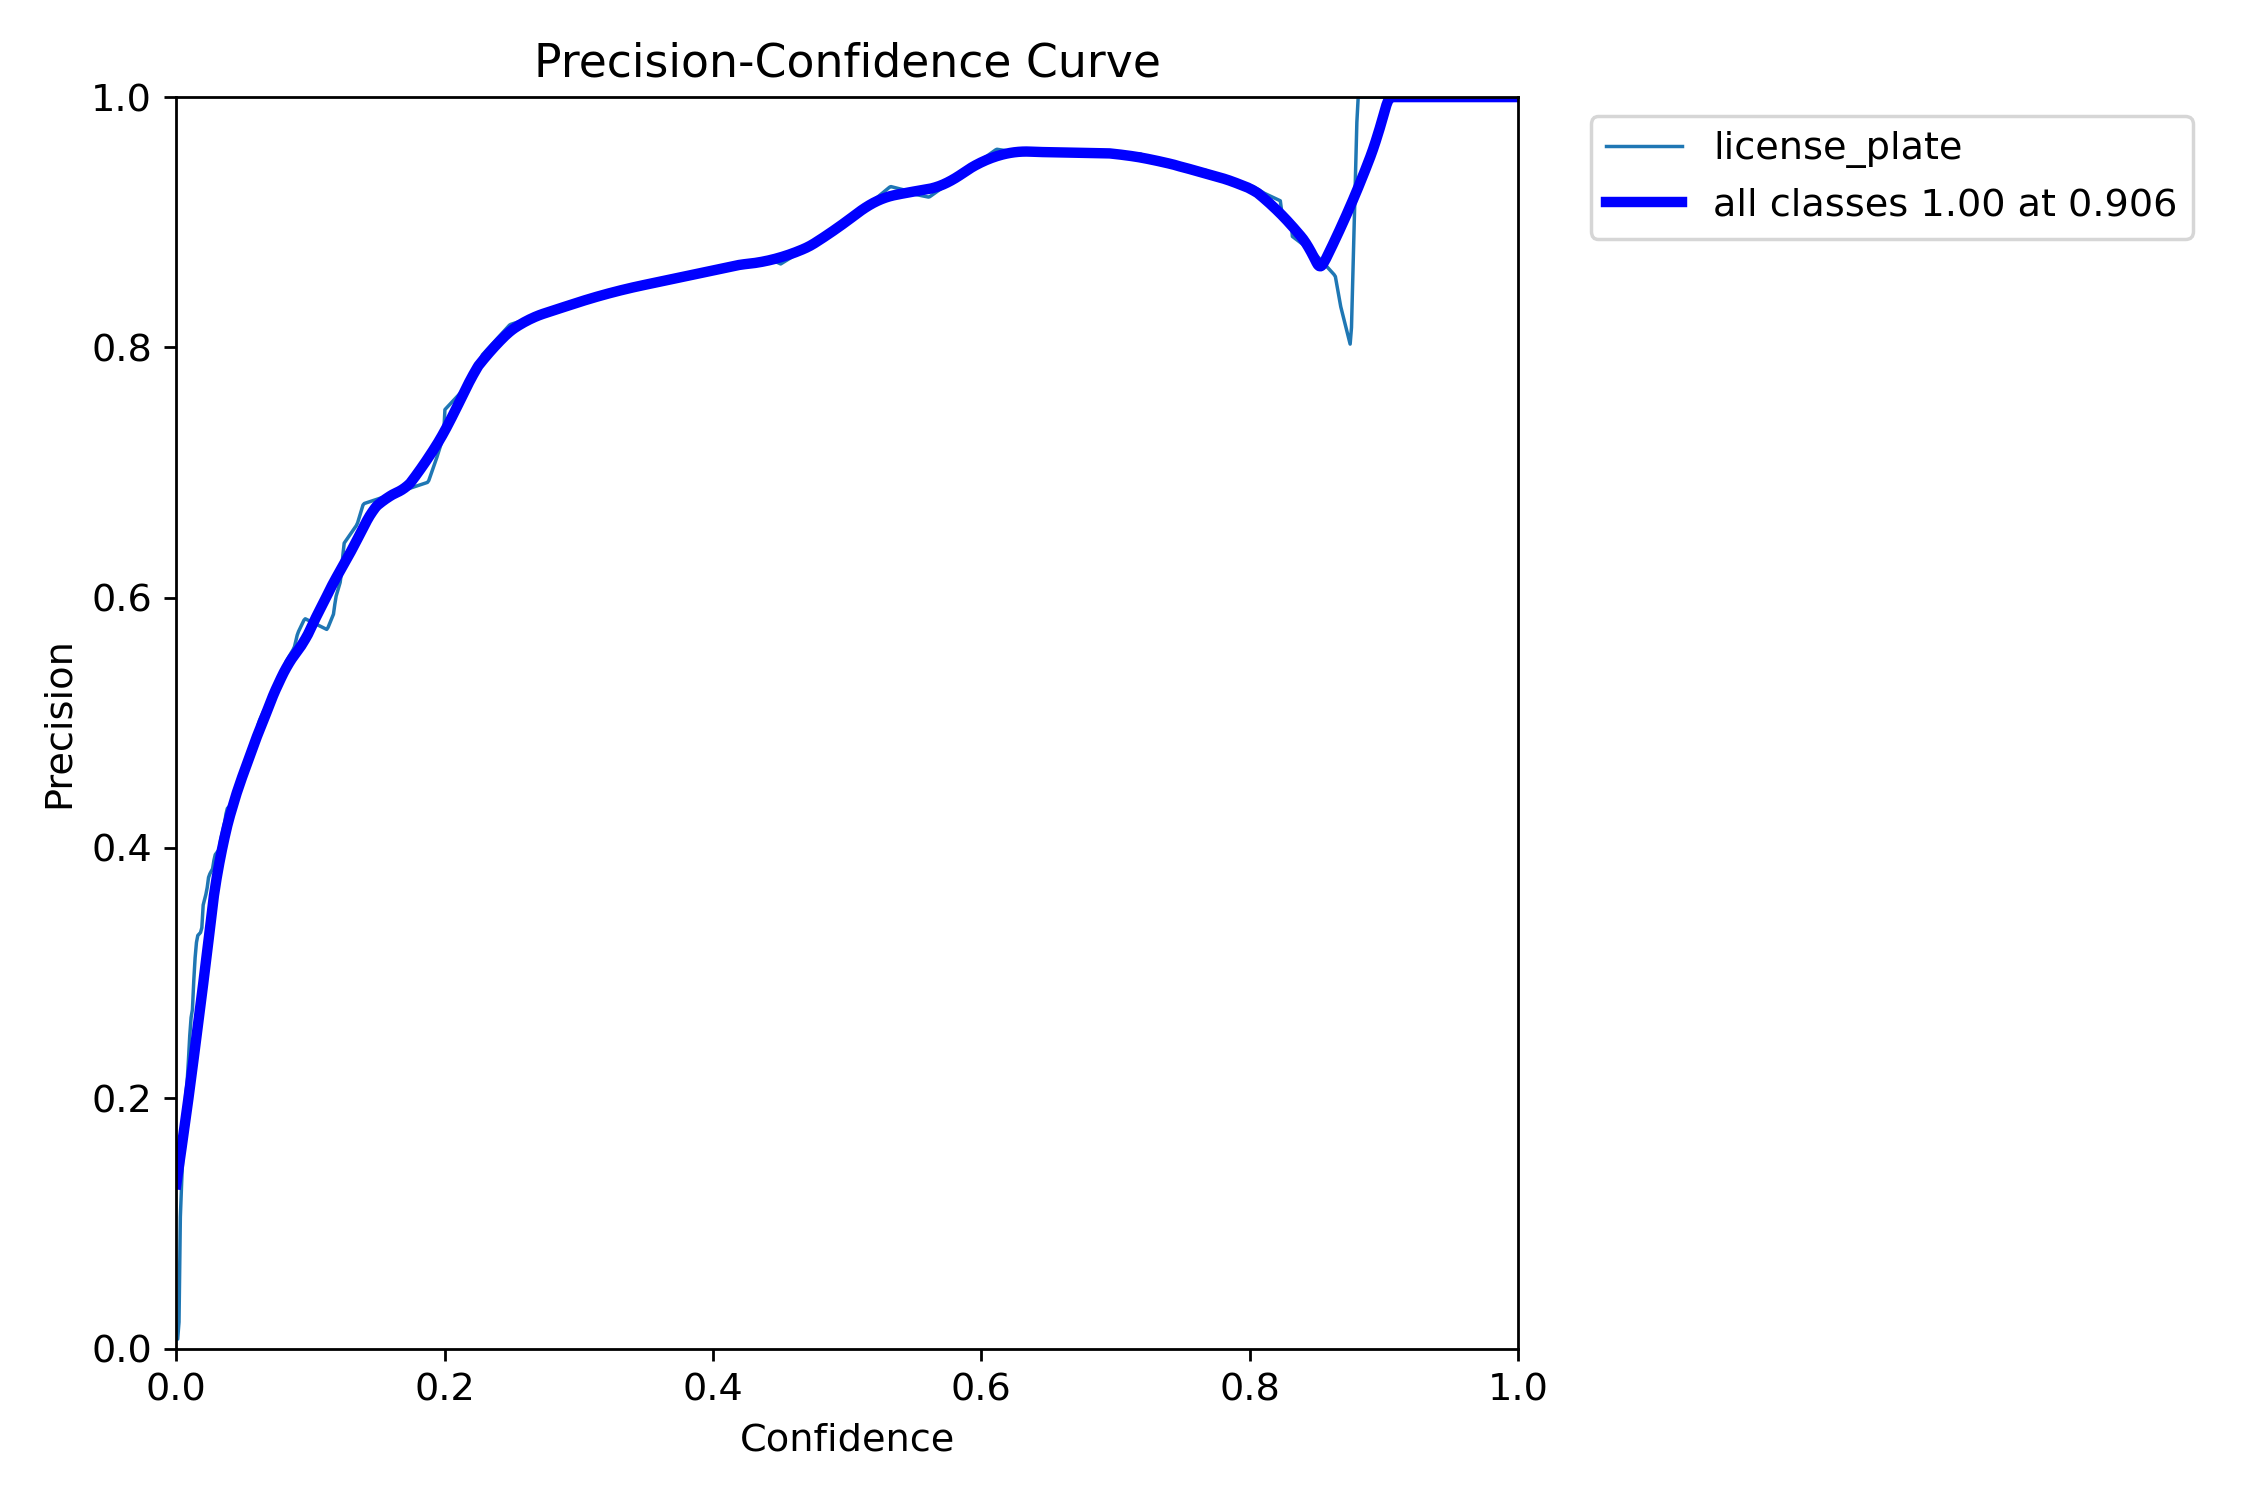 Precision-Confidence Curve
license_plate
all classes 1.00 at 0.906
Precision
1.0
0.8
0.6
0.4
0.2
0.0
0.0 0.2 0.4 0.6 0.8 1.0
Confidence